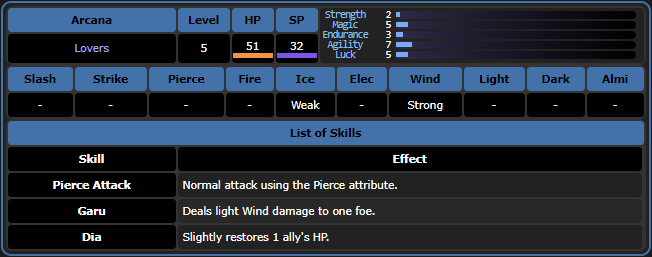 Arcana Level HP SP
Lovers 5 51 32
Strength 2
Magic 5
Endurance 3
Agility 7
Luck 5
Slash Strike Pierce Fire Ice Elec Wind Light Dark Almi
- - - - Weak - Strong - - -
List of Skills
Skill Effect
Pierce Attack Normal attack using the Pierce attribute.
Garu Deals light Wind damage to one foe.
Dia Slightly restores 1 ally's HP.